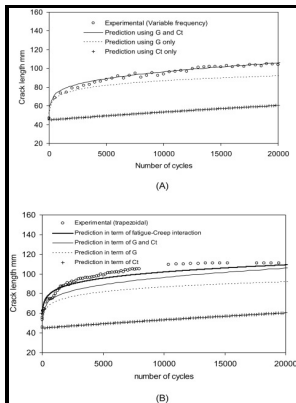 Experimental (Variable frequency)
Prediction using G and Ct
Prediction using G only
Prediction using Ct only
Crack length mm
160
140
120
100
80
60
40
20
0
5000
10000
15000
20000
Number of cycles
(A)
Experimental (trapezoidal)
Prediction in term of fatigue-Creep interaction
Prediction in term of G and Ct
Prediction in term of G
Prediction in term of Ct
Crack length mm
160
140
120
100
80
60
40
20
0
5000
10000
15000
20000
number of cycles
(B)